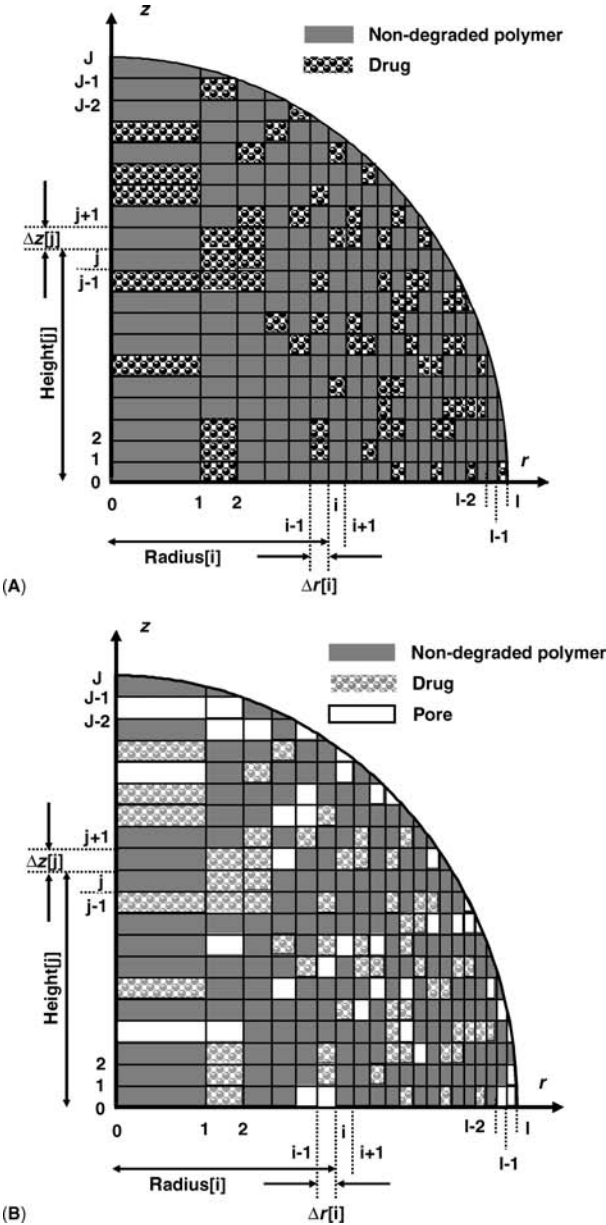 z
J
J-1
J-2
Non-degraded polymer
Drug
j+1
Δz[j]
j
j-1
Height[j]
2
1
0
r
0
1
2
i-1
i
i+1
I-2
I-1
I
Radius[i]
Δr[i]
(A)
z
J
J-1
J-2
Non-degraded polymer
Drug
Pore
j+1
Δz[j]
j
j-1
Height[j]
2
1
0
r
0
1
2
i-1
i
i+1
I-2
I-1
I
Radius[i]
Δr[i]
(B)